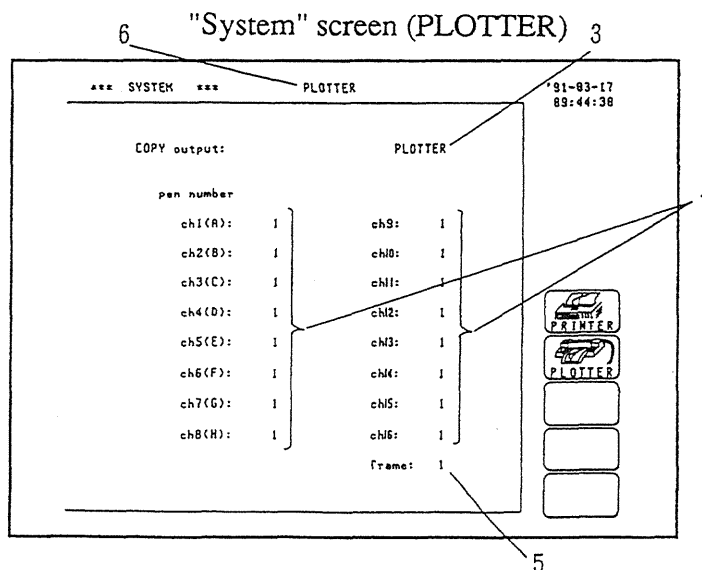 "System" screen (PLOTTER)
6 3
*** SYSTEM *** PLOTTER '91-03-17
09:44:38
COPY output: PLOTTER
pen number
ch1(A): 1 ch9: 1
ch2(B): 1 ch10: 1
ch3(C): 1 ch11: 1
ch4(D): 1 ch12: 1
ch5(E): 1 ch13: 1
ch6(F): 1 ch14: 1
ch7(G): 1 ch15: 1
ch8(H): 1 ch16: 1
frame: 1
PRINTER
PLOTTER
5